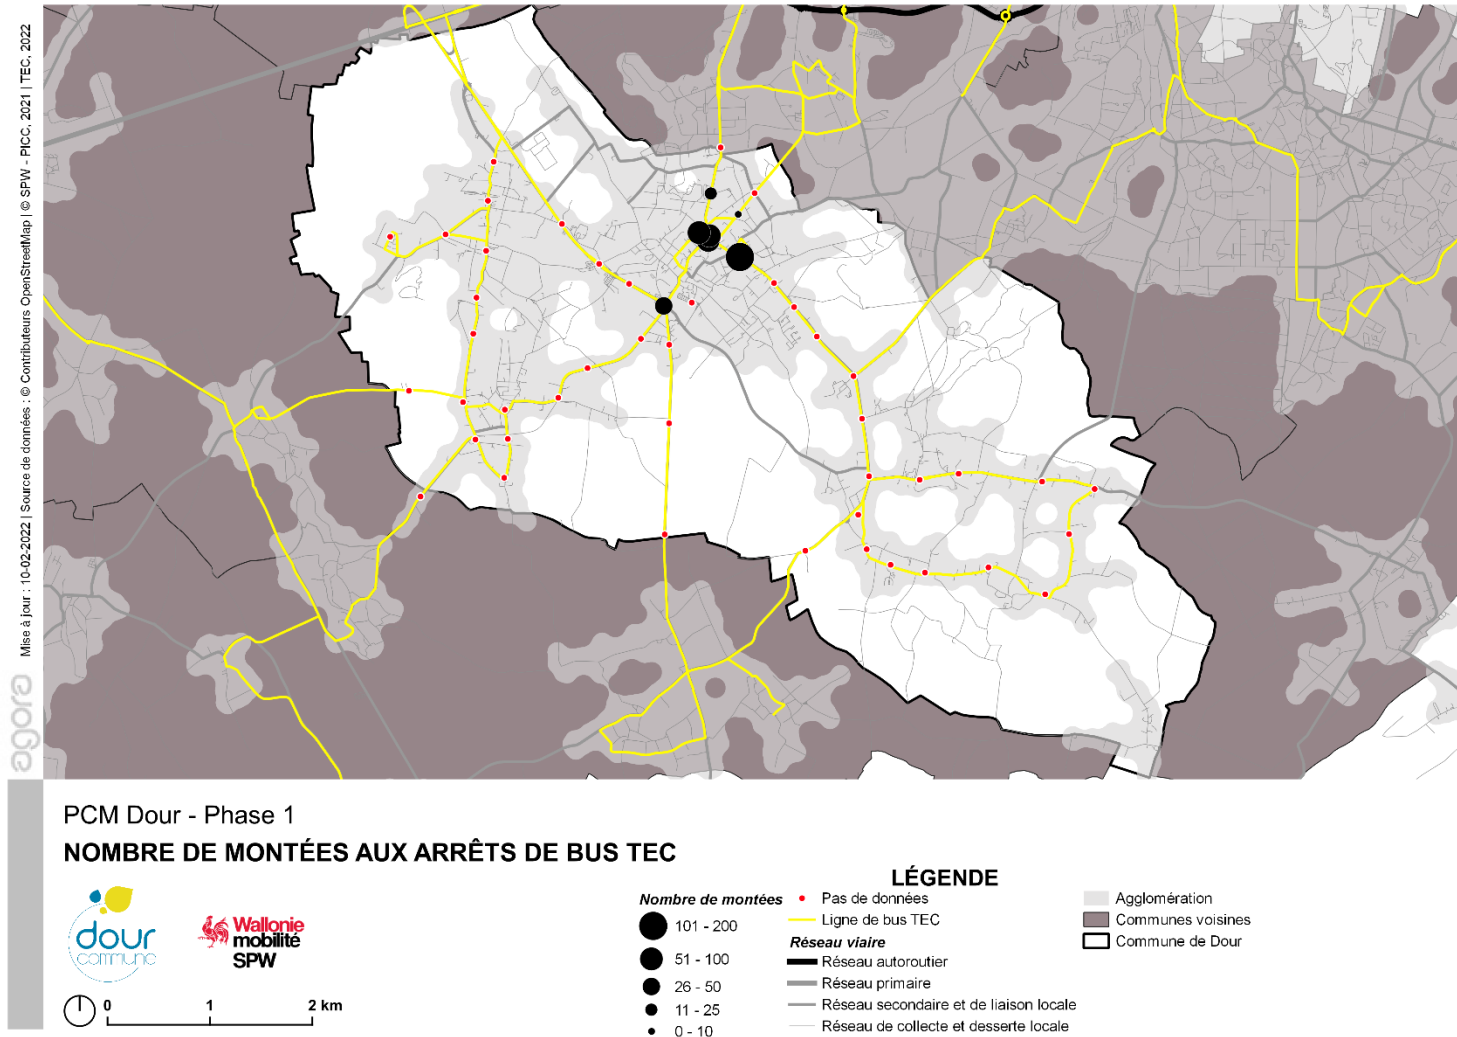 Mise à jour : 10-02-2022 | Source de données : © Contributeurs OpenStreetMap | © SPW - PICC, 2021 | TEC, 2022
agora
PCM Dour - Phase 1
NOMBRE DE MONTÉES AUX ARRÊTS DE BUS TEC
dour
commune
Wallonie
mobilité
SPW
0 1 2 km
LÉGENDE
Nombre de montées
101 - 200
51 - 100
26 - 50
11 - 25
0 - 10
Pas de données
Ligne de bus TEC
Réseau viaire
Réseau autoroutier
Réseau primaire
Réseau secondaire et de liaison locale
Réseau de collecte et desserte locale
Agglomération
Communes voisines
Commune de Dour